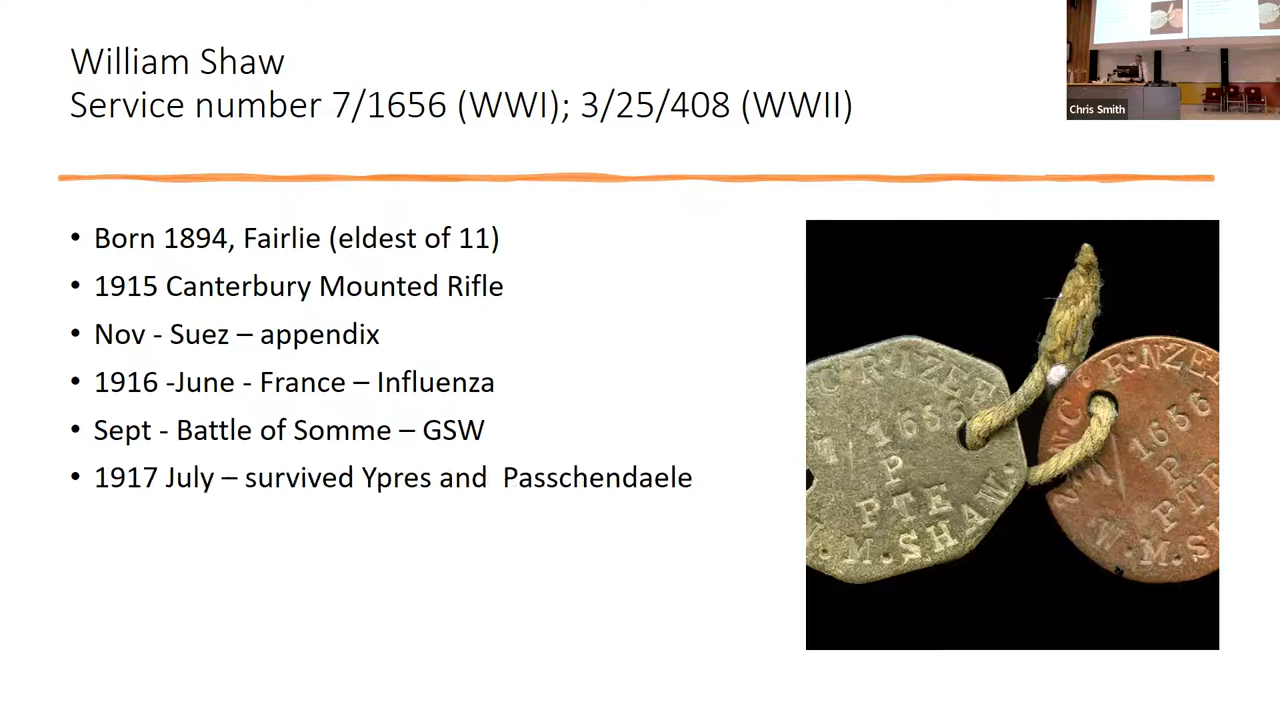 William Shaw
Service number 7/1656 (WWI); 3/25/408 (WWII)
Chris Smith
• Born 1894, Fairlie (eldest of 11)
• 1915 Canterbury Mounted Rifle
• Nov - Suez – appendix
• 1916 -June - France – Influenza
• Sept - Battle of Somme – GSW
• 1917 July – survived Ypres and  Passchendaele
/1656
P
PTE
M.SHAW.
1656
P
PTE
W.M.S